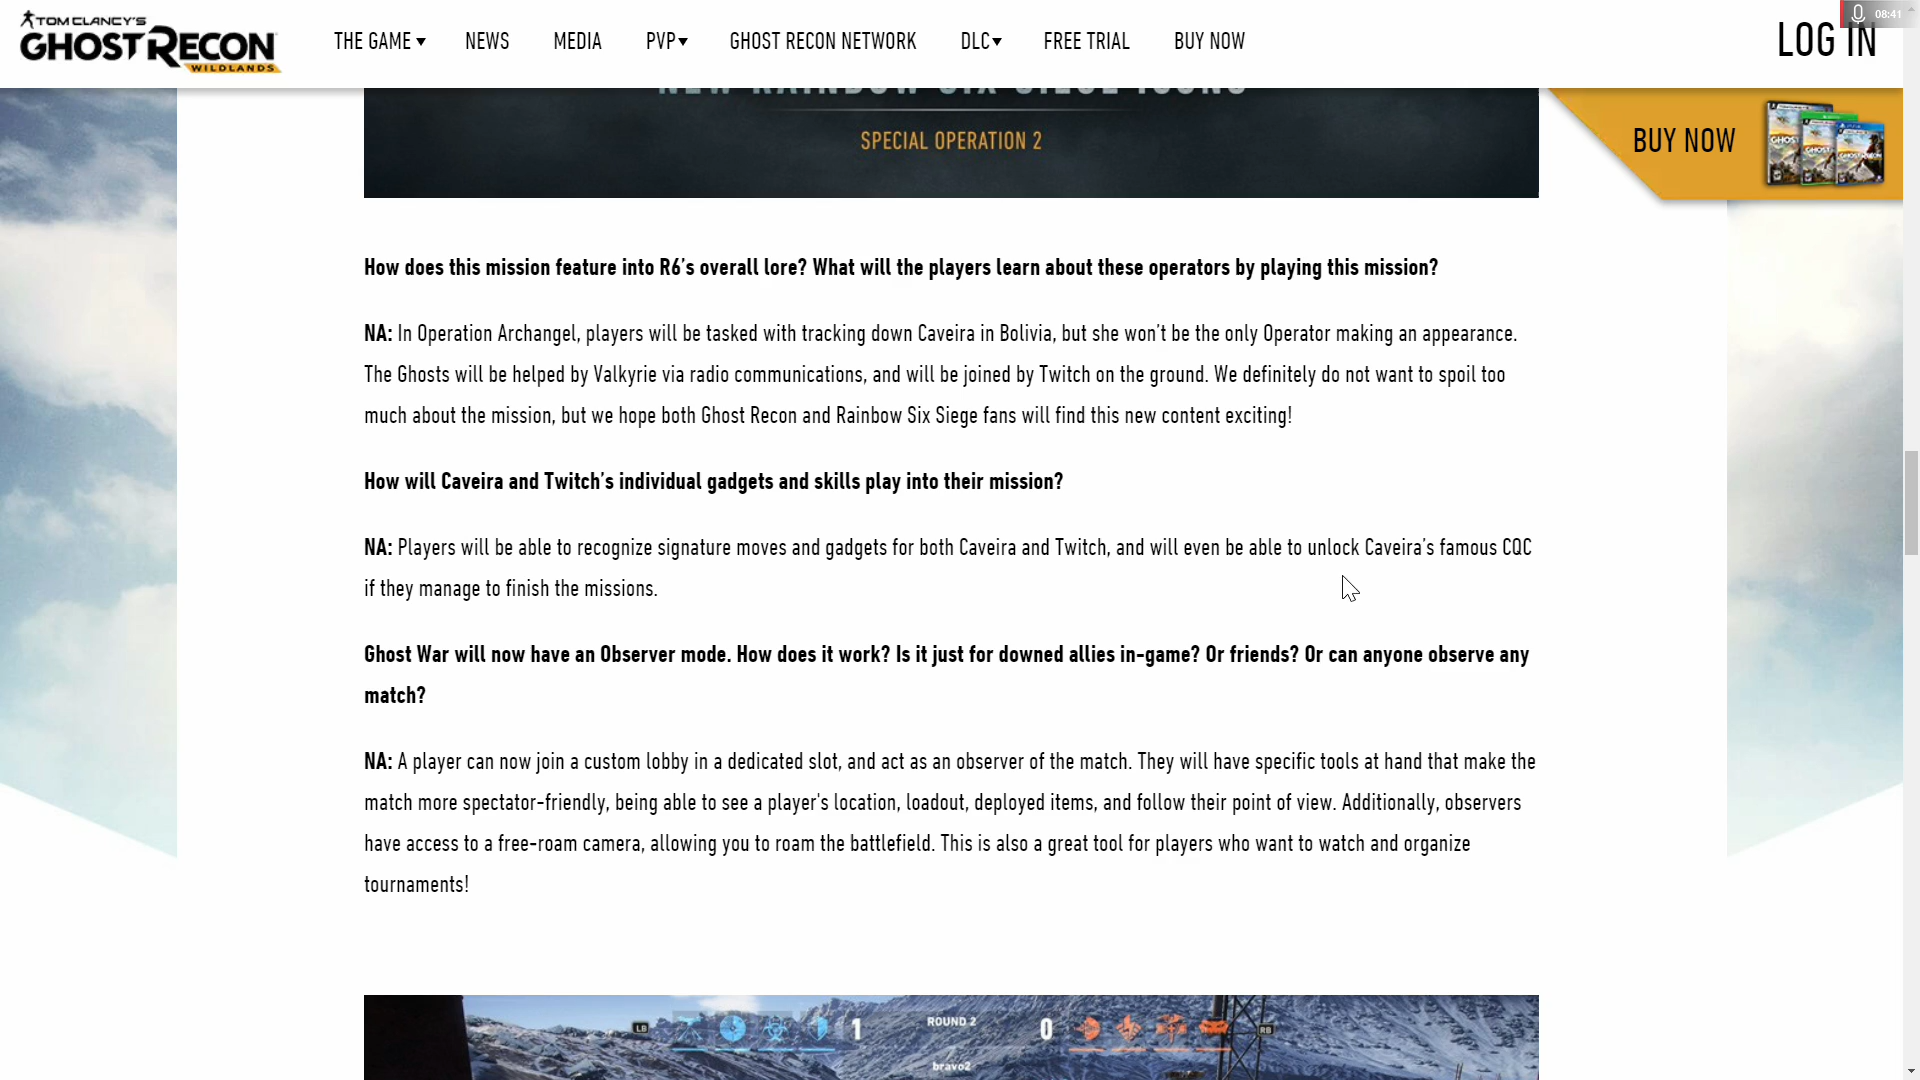 TOM CLANCY'S
GHOST RECON
WILDLANDS
THE GAME ▾ NEWS MEDIA PVP▾ GHOST RECON NETWORK DLC▾ FREE TRIAL BUY NOW
08:41
LOG IN
NEW RAINBOW SIX SIEGE ICONS
SPECIAL OPERATION 2
BUY NOW
How does this mission feature into R6’s overall lore? What will the players learn about these operators by playing this mission?
NA: In Operation Archangel, players will be tasked with tracking down Caveira in Bolivia, but she won’t be the only Operator making an appearance.
The Ghosts will be helped by Valkyrie via radio communications, and will be joined by Twitch on the ground. We definitely do not want to spoil too
much about the mission, but we hope both Ghost Recon and Rainbow Six Siege fans will find this new content exciting!
How will Caveira and Twitch’s individual gadgets and skills play into their mission?
NA: Players will be able to recognize signature moves and gadgets for both Caveira and Twitch, and will even be able to unlock Caveira’s famous CQC
if they manage to finish the missions.
Ghost War will now have an Observer mode. How does it work? Is it just for downed allies in-game? Or friends? Or can anyone observe any
match?
NA: A player can now join a custom lobby in a dedicated slot, and act as an observer of the match. They will have specific tools at hand that make the
match more spectator-friendly, being able to see a player's location, loadout, deployed items, and follow their point of view. Additionally, observers
have access to a free-roam camera, allowing you to roam the battlefield. This is also a great tool for players who want to watch and organize
tournaments!
LB 1 ROUND 2 0 RB
bravo2